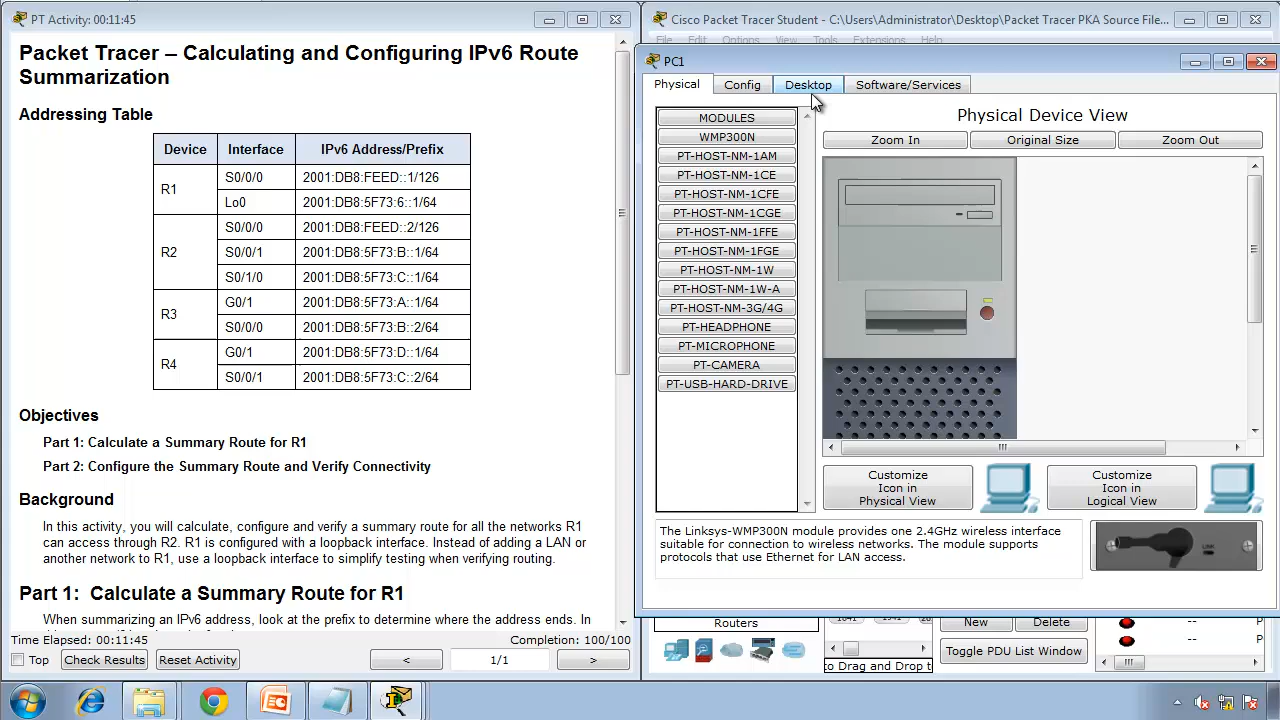 PT Activity: 00:11:45
Packet Tracer – Calculating and Configuring IPv6 Route
Summarization
Addressing Table
Device Interface IPv6 Address/Prefix
R1 S0/0/0 2001:DB8:FEED::1/126
Lo0 2001:DB8:5F73:6::1/64
R2 S0/0/0 2001:DB8:FEED::2/126
S0/0/1 2001:DB8:5F73:B::1/64
S0/1/0 2001:DB8:5F73:C::1/64
R3 G0/1 2001:DB8:5F73:A::1/64
S0/0/0 2001:DB8:5F73:B::2/64
R4 G0/1 2001:DB8:5F73:D::1/64
S0/0/1 2001:DB8:5F73:C::2/64
Objectives
Part 1: Calculate a Summary Route for R1
Part 2: Configure the Summary Route and Verify Connectivity
Background
In this activity, you will calculate, configure and verify a summary route for all the networks R1
can access through R2. R1 is configured with a loopback interface. Instead of adding a LAN or
another network to R1, use a loopback interface to simplify testing when verifying routing.
Part 1: Calculate a Summary Route for R1
When summarizing an IPv6 address, look at the prefix to determine where the address ends. In
Time Elapsed: 00:11:45 Completion: 100/100
Top Check Results Reset Activity < 1/1 >
Cisco Packet Tracer Student - C:\Users\Administrator\Desktop\Packet Tracer PKA Source File...
File Edit Options View Tools Extensions Help
PC1
Physical Config Desktop Software/Services
MODULES
WMP300N
PT-HOST-NM-1AM
PT-HOST-NM-1CE
PT-HOST-NM-1CFE
PT-HOST-NM-1CGE
PT-HOST-NM-1FFE
PT-HOST-NM-1FGE
PT-HOST-NM-1W
PT-HOST-NM-1W-A
PT-HOST-NM-3G/4G
PT-HEADPHONE
PT-MICROPHONE
PT-CAMERA
PT-USB-HARD-DRIVE
Physical Device View
Zoom In Original Size Zoom Out
Customize
Icon in
Physical View
Customize
Icon in
Logical View
The Linksys-WMP300N module provides one 2.4GHz wireless interface
suitable for connection to wireless networks. The module supports
protocols that use Ethernet for LAN access.
LINK
Routers
New Delete
Toggle PDU List Window
to Drag and Drop t
-- P
-- P